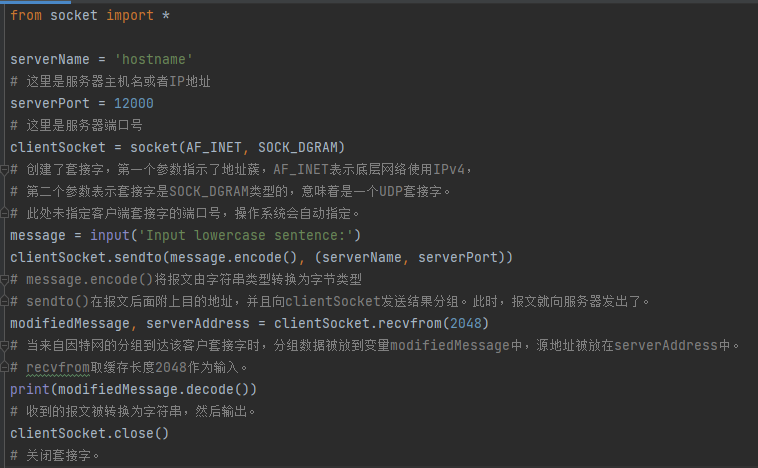 from socket import *
serverName = 'hostname'
# 这里是服务器主机名或者IP地址
serverPort = 12000
# 这里是服务器端口号
clientSocket = socket(AF_INET, SOCK_DGRAM)
# 创建了套接字，第一个参数指示了地址簇，AF_INET表示底层网络使用IPv4，
# 第二个参数表示套接字是SOCK_DGRAM类型的，意味着是一个UDP套接字。
# 此处未指定客户端套接字的端口号，操作系统会自动指定。
message = input('Input lowercase sentence:')
clientSocket.sendto(message.encode(), (serverName, serverPort))
# message.encode()将报文由字符串类型转换为字节类型
# sendto()在报文后面附上目的地址，并且向clientSocket发送结果分组。此时，报文就向服务器发出了。
modifiedMessage, serverAddress = clientSocket.recvfrom(2048)
# 当来自因特网的分组到达该客户套接字时，分组数据被放到变量modifiedMessage中，源地址被放在serverAddress中。
# recvfrom取缓存长度2048作为输入。
print(modifiedMessage.decode())
# 收到的报文被转换为字符串，然后输出。
clientSocket.close()
# 关闭套接字。